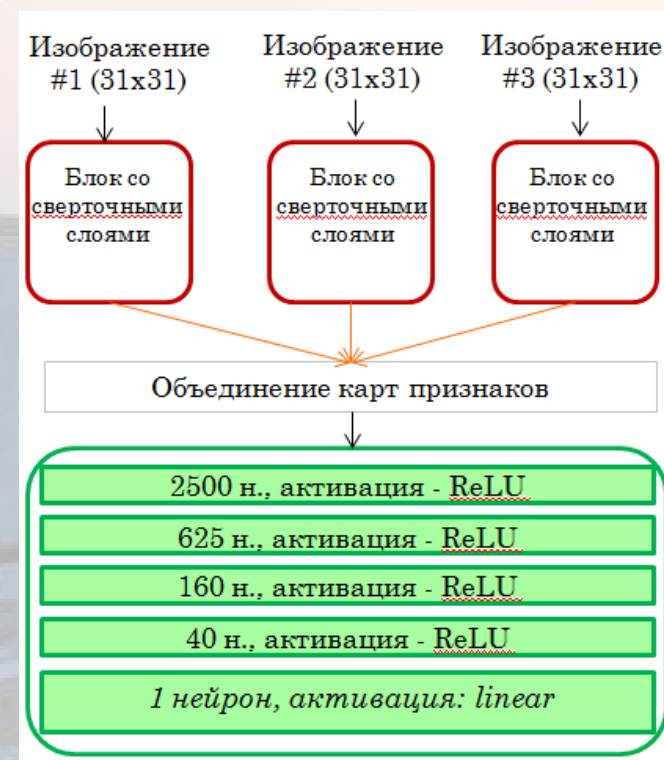 Изображение
#1 (31x31)
Изображение
#2 (31x31)
Изображение
#3 (31x31)
Блок со
сверточными
слоями
Блок со
сверточными
слоями
Блок со
сверточными
слоями
Объединение карт признаков
2500 н., активация - ReLU
625 н., активация - ReLU
160 н., активация - ReLU
40 н., активация - ReLU
1 нейрон, активация: linear